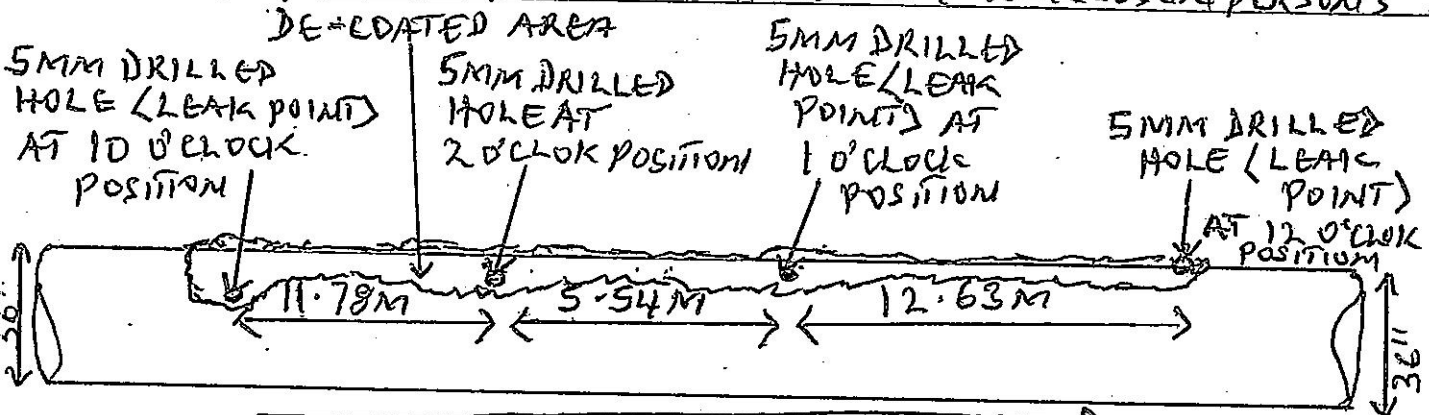 PERSONS
DE-COATED AREA
5MM DRILLED
HOLE (LEAK POINT)
AT 10 O'CLOCK
POSITION
5MM DRILLED
HOLE AT
2 O'CLOK POSITION
5MM DRILLED
HOLE (LEAK
POINT) AT
1 O'CLOCK
POSITION
5MM DRILLED
HOLE (LEAK
POINT)
AT 12 O'CLOK
POSITION
11.78M
5.54M
12.63M
36"